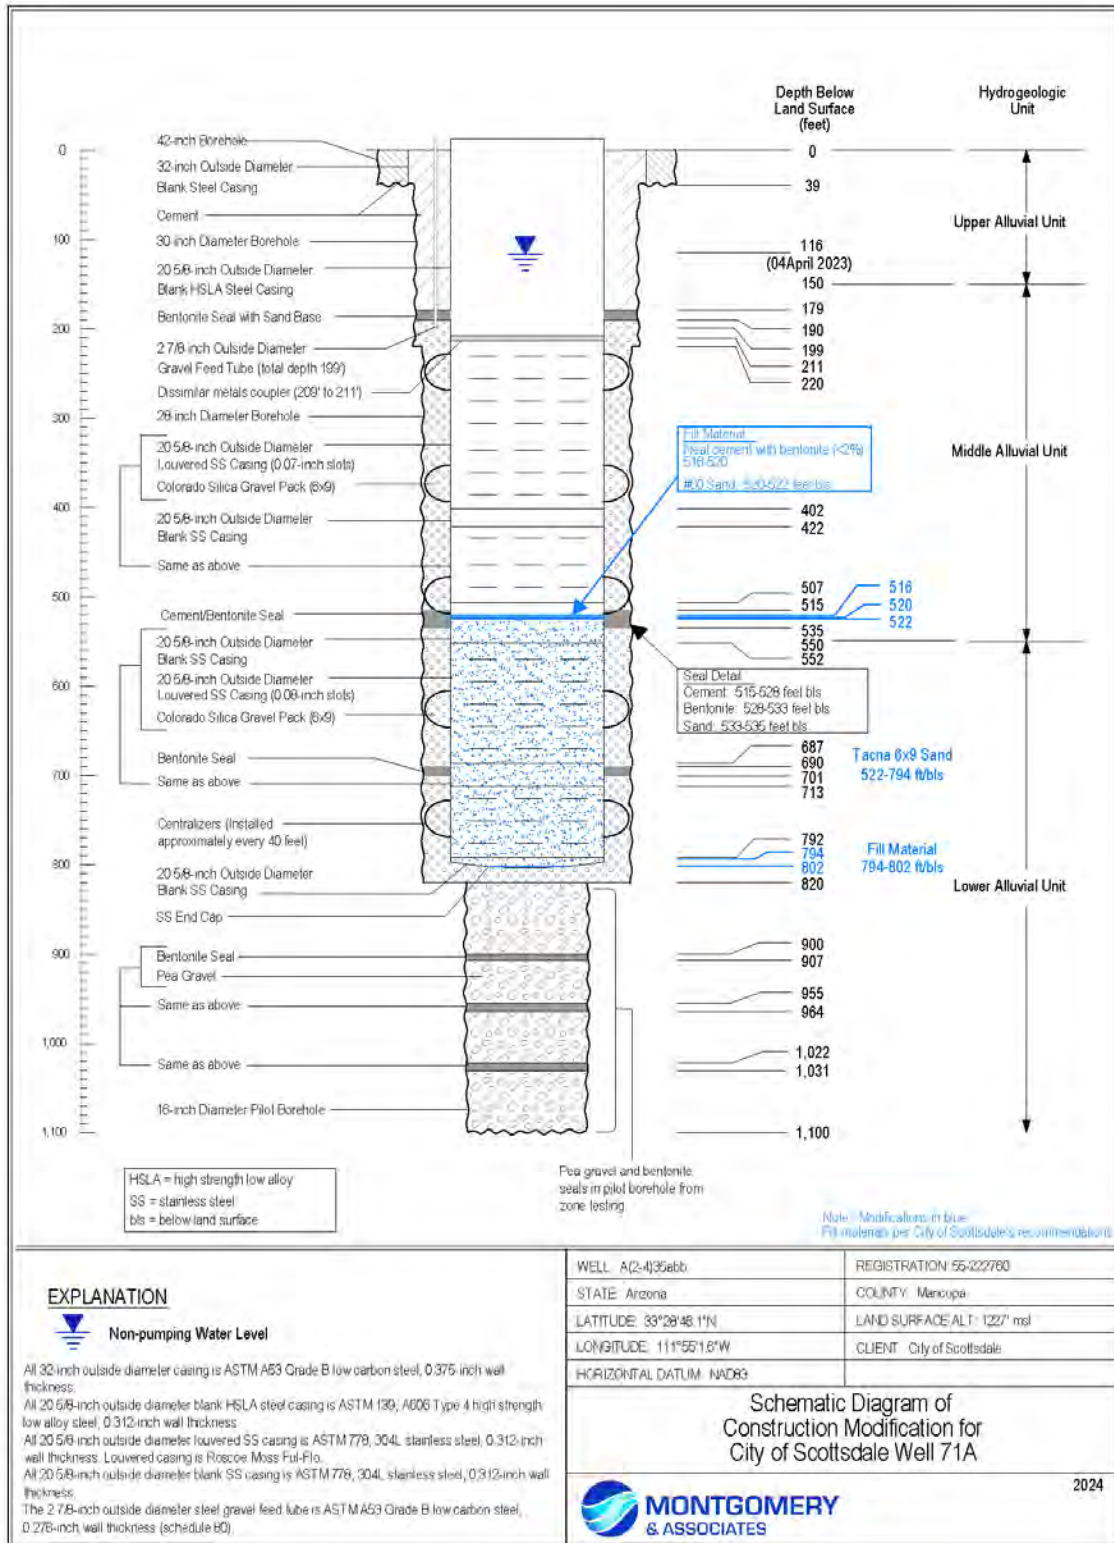 Depth Below
Land Surface
(feet)
Hydrogeologic
Unit
0
100
200
300
400
500
600
700
800
900
1,000
1,100
42-inch Borehole
32-inch Outside Diameter
Blank Steel Casing
Cement
30-inch Diameter Borehole
20 5/8-inch Outside Diameter
Blank HSLA Steel Casing
Bentonite Seal with Sand Base
2 7/8-inch Outside Diameter
Gravel Feed Tube (total depth 199')
Dissimilar metals coupler (209' to 211')
28-inch Diameter Borehole
20 5/8-inch Outside Diameter
Louvered SS Casing (0.07-inch slots)
Colorado Silica Gravel Pack (6x9)
20 5/8-inch Outside Diameter
Blank SS Casing
Same as above
Cement/Bentonite Seal
20 5/8-inch Outside Diameter
Blank SS Casing
20 5/8-inch Outside Diameter
Louvered SS Casing (0.08-inch slots)
Colorado Silica Gravel Pack (6x9)
Bentonite Seal
Same as above
Centralizers (Installed
approximately every 40 feet)
20 5/8-inch Outside Diameter
Blank SS Casing
SS End Cap
Bentonite Seal
Pea Gravel
Same as above
Same as above
16-inch Diameter Pilot Borehole
Fill Material
Neat cement with bentonite (<2%)
516-520
#60 Sand: 520-522 feet bls
Seal Detail
Cement: 515-528 feet bls
Bentonite: 528-533 feet bls
Sand: 533-535 feet bls
0
39
116
(04April 2023)
150
179
190
199
211
220
402
422
507
515
516
520
522
535
550
552
687
690
701
713
Tacna 6x9 Sand
522-794 ft/bls
792
794
802
820
Fill Material
794-802 ft/bls
900
907
955
964
1,022
1,031
1,100
Upper Alluvial Unit
Middle Alluvial Unit
Lower Alluvial Unit
Pea gravel and bentonite
seals in pilot borehole from
zone testing.
HSLA = high strength low alloy
SS = stainless steel
bls = below land surface
Note: Modifications in blue
Fill materials per City of Scottsdale's recommendations
EXPLANATION
Non-pumping Water Level
All 32-inch outside diameter casing is ASTM A53 Grade B low carbon steel, 0.375-inch wall
thickness.
All 20 5/8-inch outside diameter blank HSLA steel casing is ASTM 139, A606 Type 4 high strength
low alloy steel, 0.312-inch wall thickness
All 20 5/8-inch outside diameter louvered SS casing is ASTM 778, 304L stainless steel, 0.312-inch
wall thickness. Louvered casing is Roscoe Moss Ful-Flo.
All 20 5/8-inch outside diameter blank SS casing is ASTM 778, 304L stainless steel, 0.312-inch wall
thickness.
The 2 7/8-inch outside diameter steel gravel feed tube is ASTM A53 Grade B low carbon steel,
0.276-inch wall thickness (schedule 80).
WELL: A(2-4)35abb
REGISTRATION: 55-222760
STATE: Arizona
COUNTY: Maricopa
LATITUDE: 33°28'48.1"N
LAND SURFACE ALT: 1227' msl
LONGITUDE: 111°55'1.6"W
CLIENT: City of Scottsdale
HORIZONTAL DATUM: NAD83
Schematic Diagram of
Construction Modification for
City of Scottsdale Well 71A
2024
MONTGOMERY
& ASSOCIATES